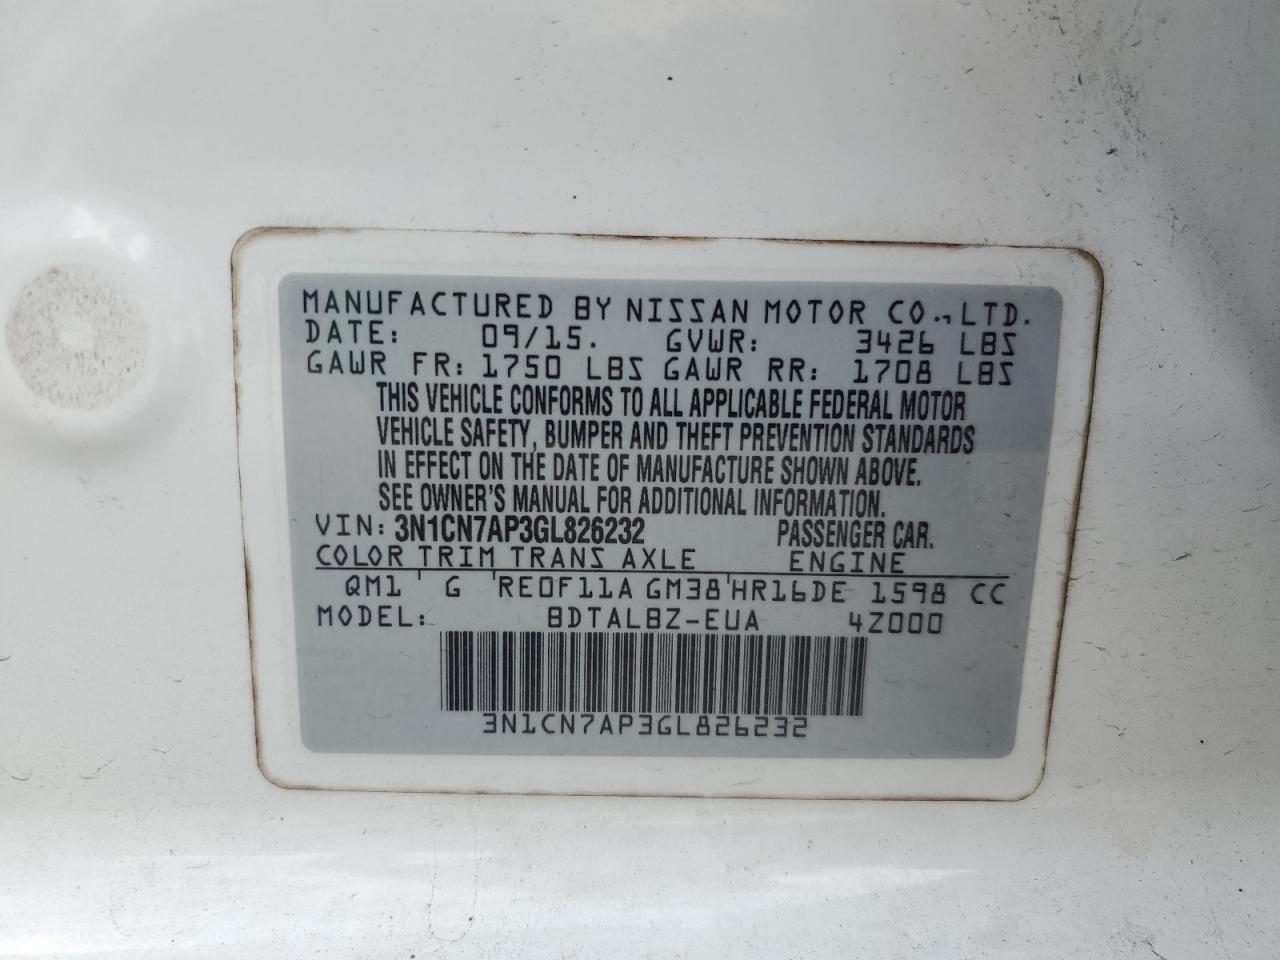 MANUFACTURED BY NISSAN MOTOR CO., LTD.
DATE: 09/15. GVWR: 3426 LBS
GAWR FR: 1750 LBS GAWR RR: 1708 LBS
THIS VEHICLE CONFORMS TO ALL APPLICABLE FEDERAL MOTOR
VEHICLE SAFETY, BUMPER AND THEFT PREVENTION STANDARDS
IN EFFECT ON THE DATE OF MANUFACTURE SHOWN ABOVE.
SEE OWNER'S MANUAL FOR ADDITIONAL INFORMATION.
VIN: 3N1CN7AP3GL826232 PASSENGER CAR.
COLOR TRIM TRANS AXLE ENGINE
QM1 ' G 'RE0F11A GM38'HR16DE 1598 CC
MODEL: BDTALBZ-EUA 4Z000
3N1CN7AP3GL826232